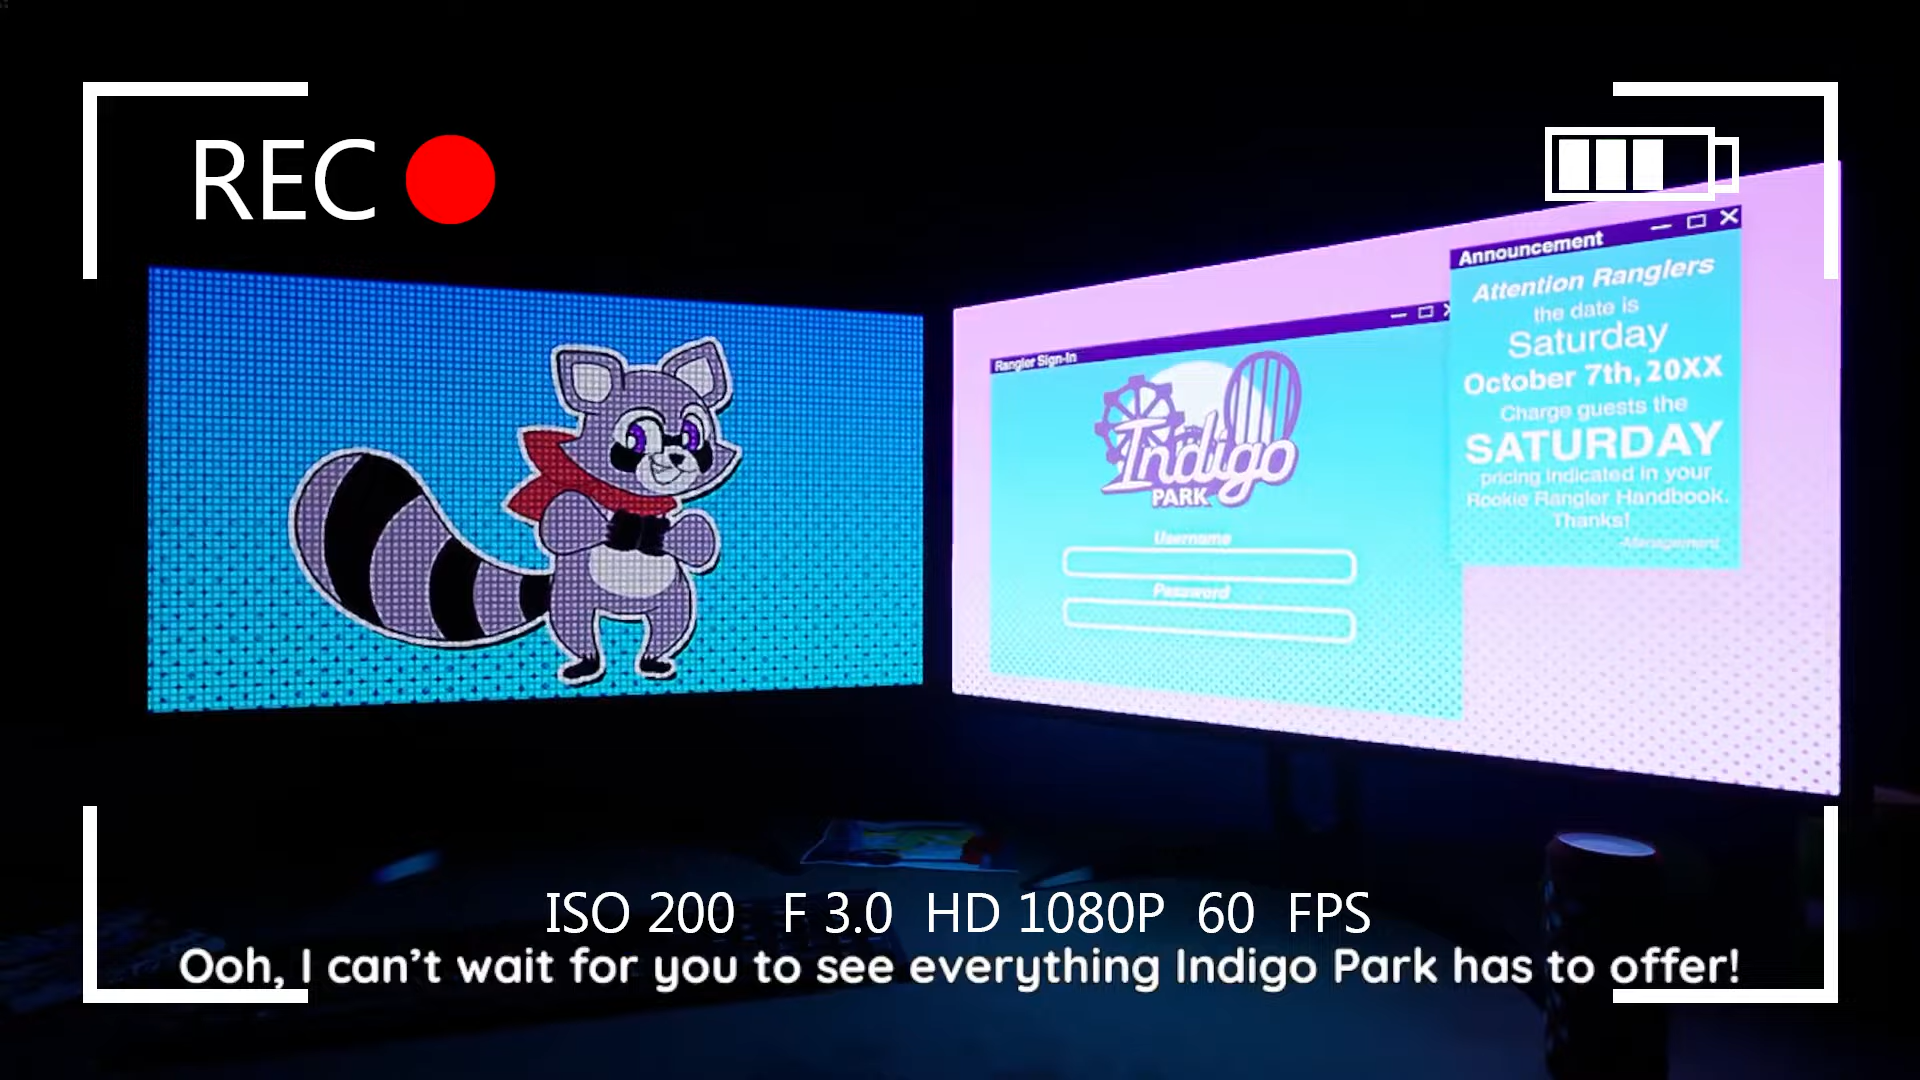 REC
Announcement
Attention Ranglers
the date is
Saturday
October 7th, 20XX
Charge guests the
SATURDAY
pricing indicated in your
Rookie Rangler Handbook.
Thanks!
-Management
Rangler Sign-In
Indigo
PARK
Username
Password
ISO 200 F 3.0 HD 1080P 60 FPS
Ooh, I can’t wait for you to see everything Indigo Park has to offer!